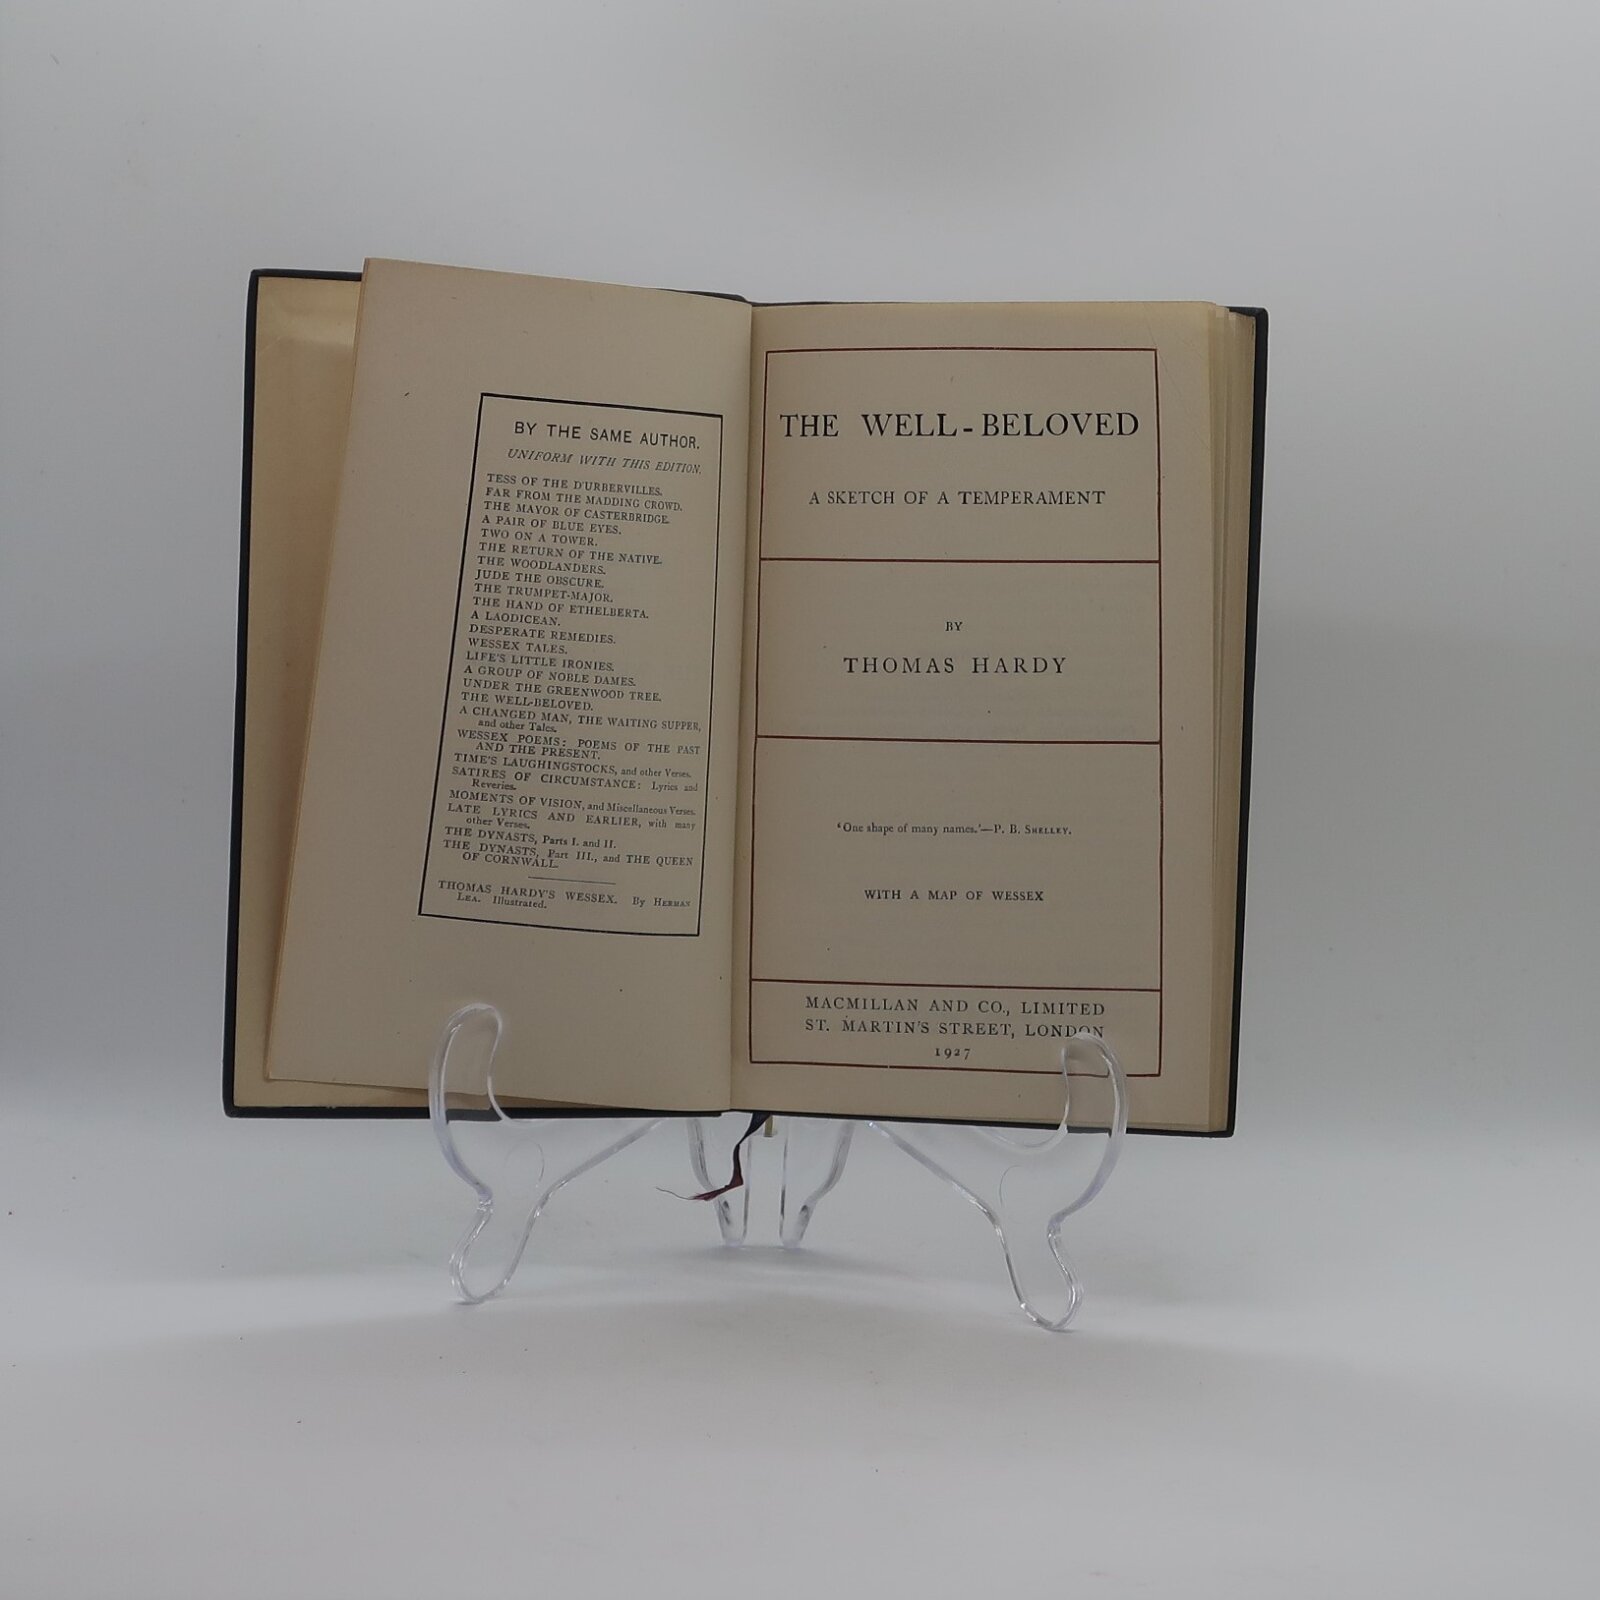 BY THE SAME AUTHOR.
UNIFORM WITH THIS EDITION.
TESS OF THE D'URBERVILLES.
FAR FROM THE MADDING CROWD.
THE MAYOR OF CASTERBRIDGE.
A PAIR OF BLUE EYES.
TWO ON A TOWER.
THE RETURN OF THE NATIVE.
THE WOODLANDERS.
JUDE THE OBSCURE.
THE TRUMPET-MAJOR.
THE HAND OF ETHELBERTA.
A LAODICEAN.
DESPERATE REMEDIES.
WESSEX TALES.
LIFE'S LITTLE IRONIES.
A GROUP OF NOBLE DAMES.
UNDER THE GREENWOOD TREE.
THE WELL-BELOVED.
A CHANGED MAN, THE WAITING SUPPER,
and other Tales.
WESSEX POEMS: POEMS OF THE PAST
AND THE PRESENT.
TIME'S LAUGHINGSTOCKS, and other Verses.
SATIRES OF CIRCUMSTANCE: Lyrics and
Reveries.
MOMENTS OF VISION, and Miscellaneous Verses.
LATE LYRICS AND EARLIER, with many
other Verses.
THE DYNASTS, Parts I. and II.
THE DYNASTS, Part III., and THE QUEEN
OF CORNWALL.
THOMAS HARDY'S WESSEX. By HERMAN
LEA. Illustrated.
THE WELL-BELOVED
A SKETCH OF A TEMPERAMENT
BY
THOMAS HARDY
'One shape of many names.'—P. B. SHELLEY.
WITH A MAP OF WESSEX
MACMILLAN AND CO., LIMITED
ST. MARTIN'S STREET, LONDON
1927